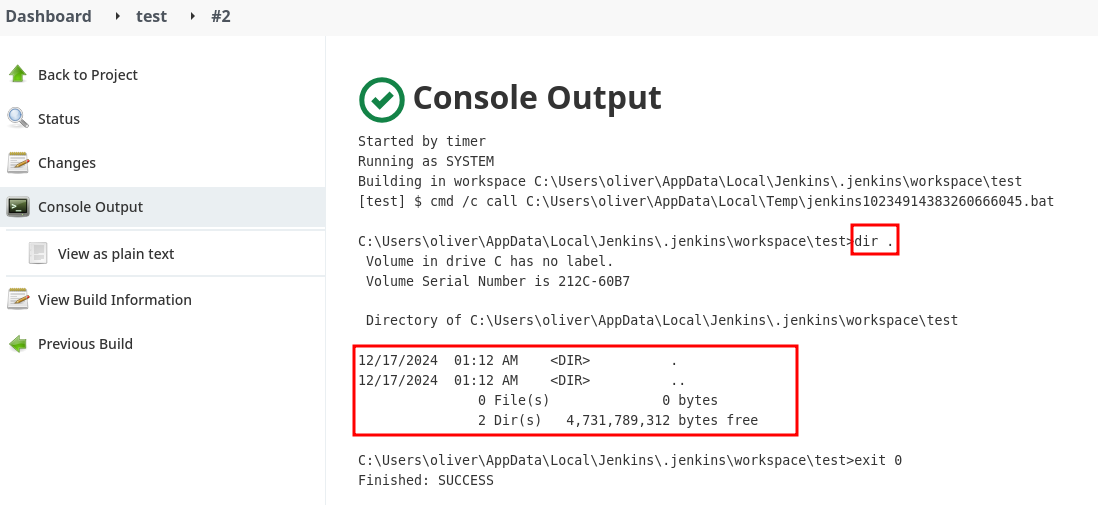 Dashboard test #2
Back to Project
Status
Changes
Console Output
View as plain text
View Build Information
Previous Build
Console Output
Started by timer
Running as SYSTEM
Building in workspace C:\Users\oliver\AppData\Local\Jenkins\.jenkins\workspace\test
[test] $ cmd /c call C:\Users\oliver\AppData\Local\Temp\jenkins10234914383260666045.bat
C:\Users\oliver\AppData\Local\Jenkins\.jenkins\workspace\test>dir .
Volume in drive C has no label.
Volume Serial Number is 212C-60B7
Directory of C:\Users\oliver\AppData\Local\Jenkins\.jenkins\workspace\test
12/17/2024  01:12 AM    <DIR>          .
12/17/2024  01:12 AM    <DIR>          ..
0 File(s)              0 bytes
2 Dir(s)   4,731,789,312 bytes free
C:\Users\oliver\AppData\Local\Jenkins\.jenkins\workspace\test>exit 0
Finished: SUCCESS